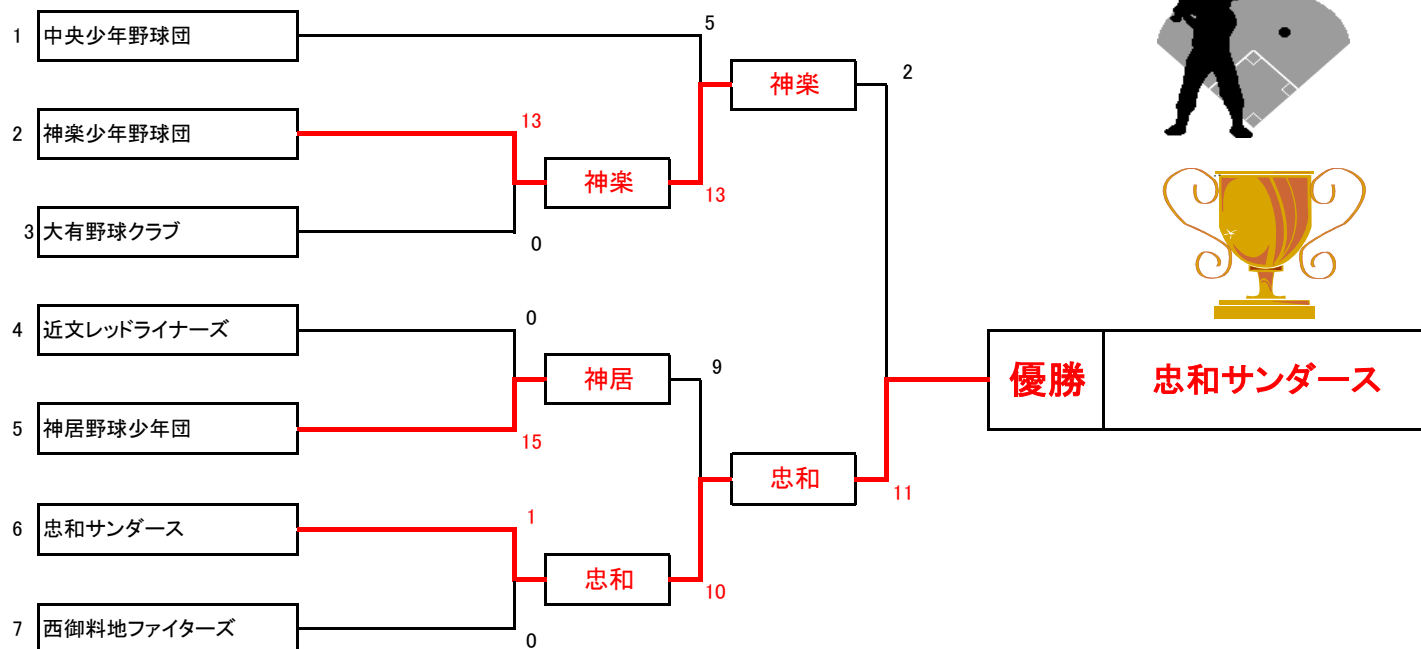 5
1 中央少年野球団
神楽
2
2 神楽少年野球団
13
神楽
13
3 大有野球クラブ
0
4 近文レッドライナーズ
0
神居
9
優勝 忠和サンダース
5 神居野球少年団
15
忠和
11
6 忠和サンダース
1
忠和
10
7 西御料地ファイターズ
0